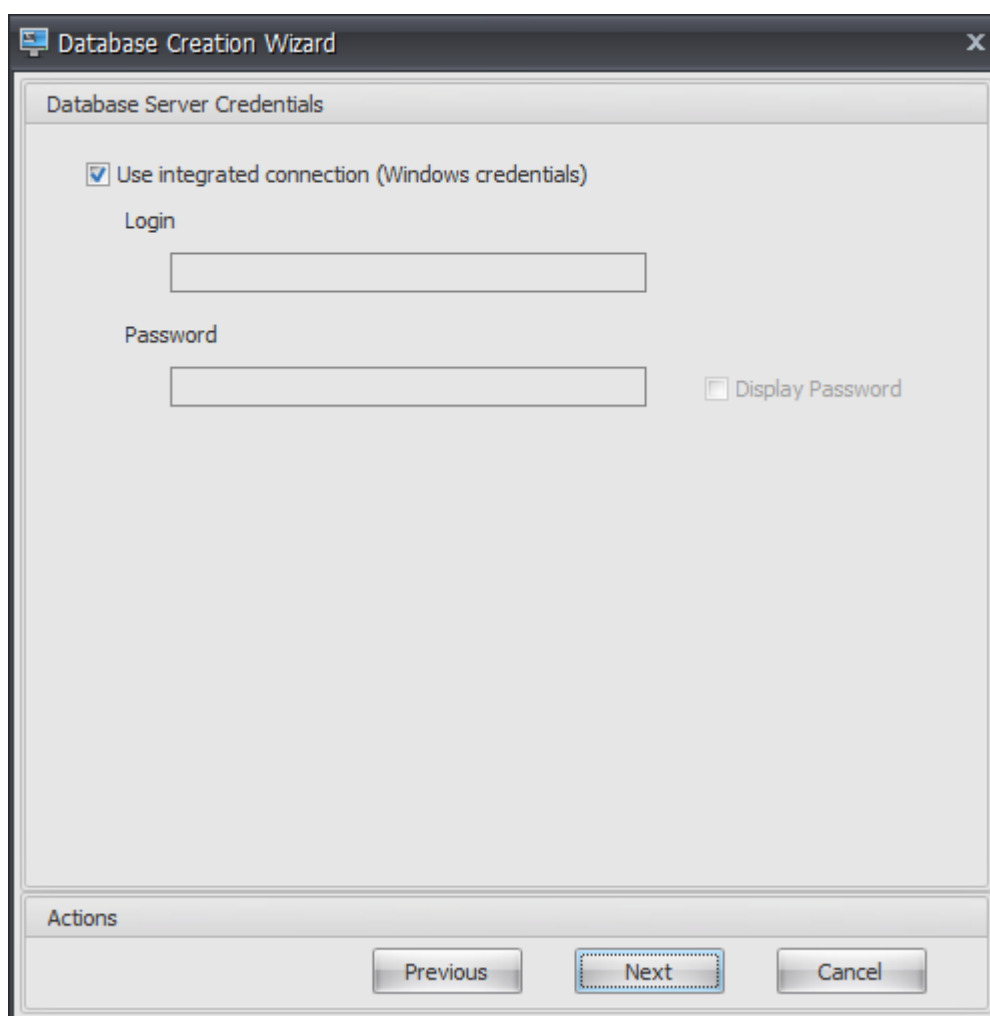 Database Creation Wizard
Database Server Credentials
Use integrated connection (Windows credentials)
Login
Password
Display Password
Actions
Previous Next Cancel